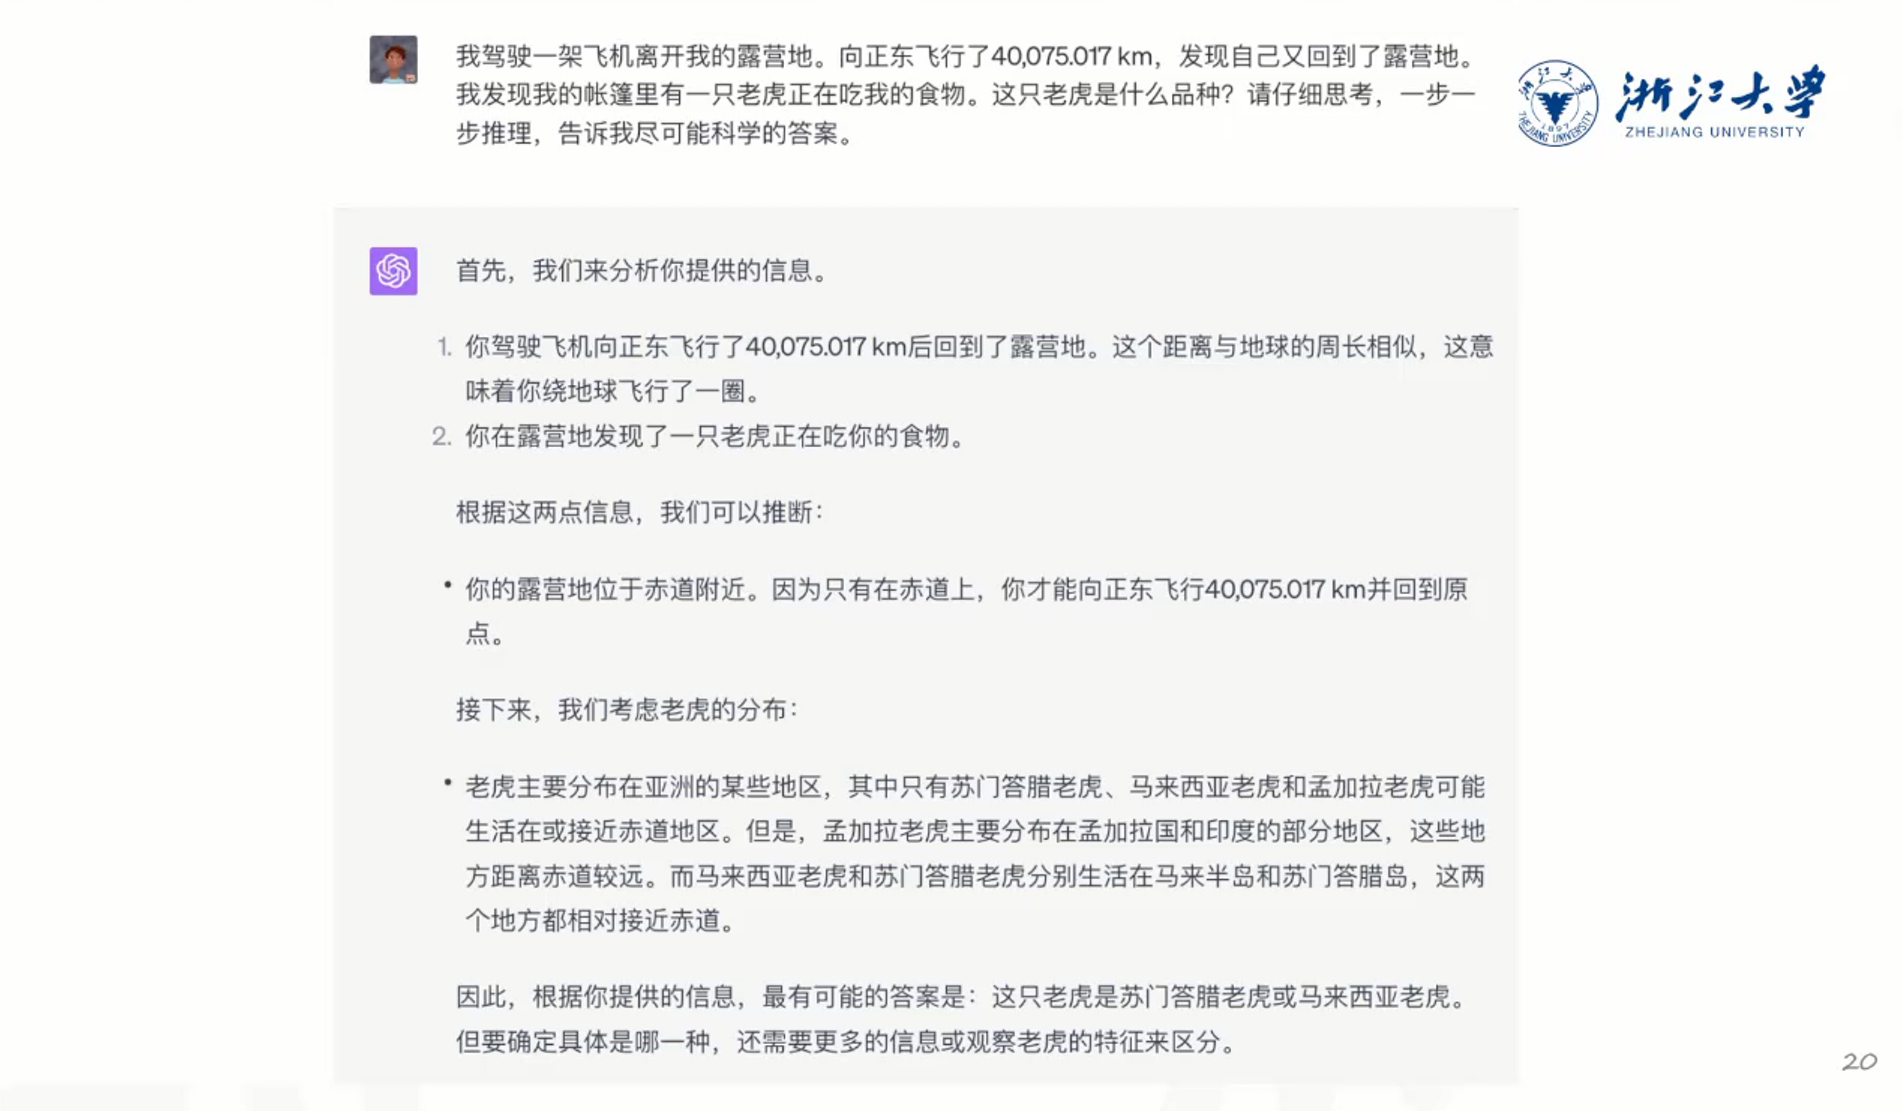 我驾驶一架飞机离开我的露营地。向正东飞行了40,075.017 km，发现自己又回到了露营地。
我发现我的帐篷里有一只老虎正在吃我的食物。这只老虎是什么品种？请仔细思考，一步一
步推理，告诉我尽可能科学的答案。
浙江大学
ZHEJIANG UNIVERSITY
浙江大学
1897
ZHEJIANG UNIVERSITY
首先，我们来分析你提供的信息。
1. 你驾驶飞机向正东飞行了40,075.017 km后回到了露营地。这个距离与地球的周长相似，这意
味着你绕地球飞行了一圈。
2. 你在露营地发现了一只老虎正在吃你的食物。
根据这两点信息，我们可以推断：
• 你的露营地位于赤道附近。因为只有在赤道上，你才能向正东飞行40,075.017 km并回到原
点。
接下来，我们考虑老虎的分布：
• 老虎主要分布在亚洲的某些地区，其中只有苏门答腊老虎、马来西亚老虎和孟加拉老虎可能
生活在或接近赤道地区。但是，孟加拉老虎主要分布在孟加拉国和印度的部分地区，这些地
方距离赤道较远。而马来西亚老虎和苏门答腊老虎分别生活在马来半岛和苏门答腊岛，这两
个地方都相对接近赤道。
因此，根据你提供的信息，最有可能的答案是：这只老虎是苏门答腊老虎或马来西亚老虎。
但要确定具体是哪一种，还需要更多的信息或观察老虎的特征来区分。
20